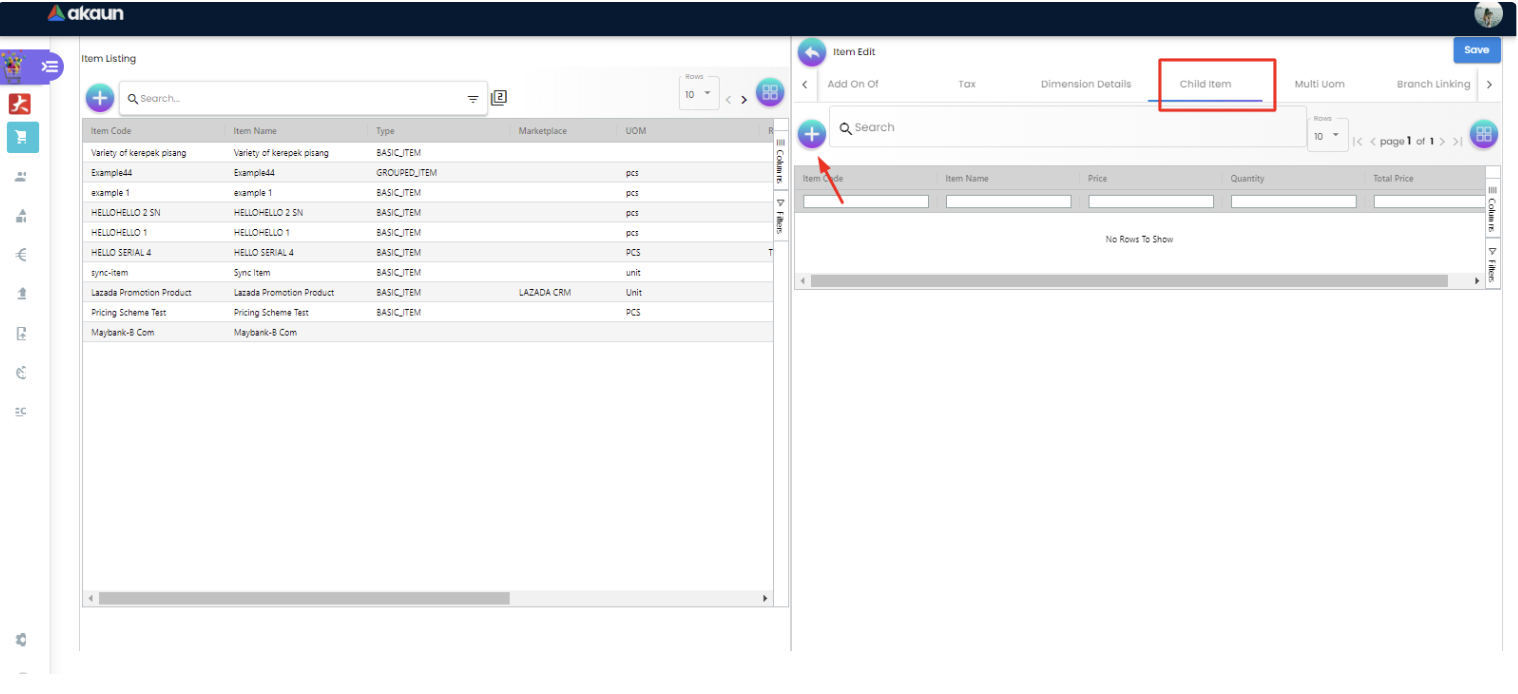 akaun
Item Listing
Search...
Rows
10
2
Item Code Item Name Type Marketplace UOM R
Variety of kerepek pisang Variety of kerepek pisang BASIC_ITEM
Example44 Example44 GROUPED_ITEM pcs
example 1 example 1 BASIC_ITEM pcs
HELLOHELLO 2 SN HELLOHELLO 2 SN BASIC_ITEM pcs
HELLOHELLO 1 HELLOHELLO 1 BASIC_ITEM pcs
HELLO SERIAL 4 HELLO SERIAL 4 BASIC_ITEM PCS T
sync-item Sync Item BASIC_ITEM unit
Lazada Promotion Product Lazada Promotion Product BASIC_ITEM LAZADA CRM Unit
Pricing Scheme Test Pricing Scheme Test BASIC_ITEM PCS
Maybank-B Com Maybank-B Com
Columns
Filters
Item Edit
Save
Add On Of Tax Dimension Details Child Item Multi Uom Branch Linking
Search
Rows
10
page 1 of 1
Item Code Item Name Price Quantity Total Price
No Rows To Show
Columns
Filters